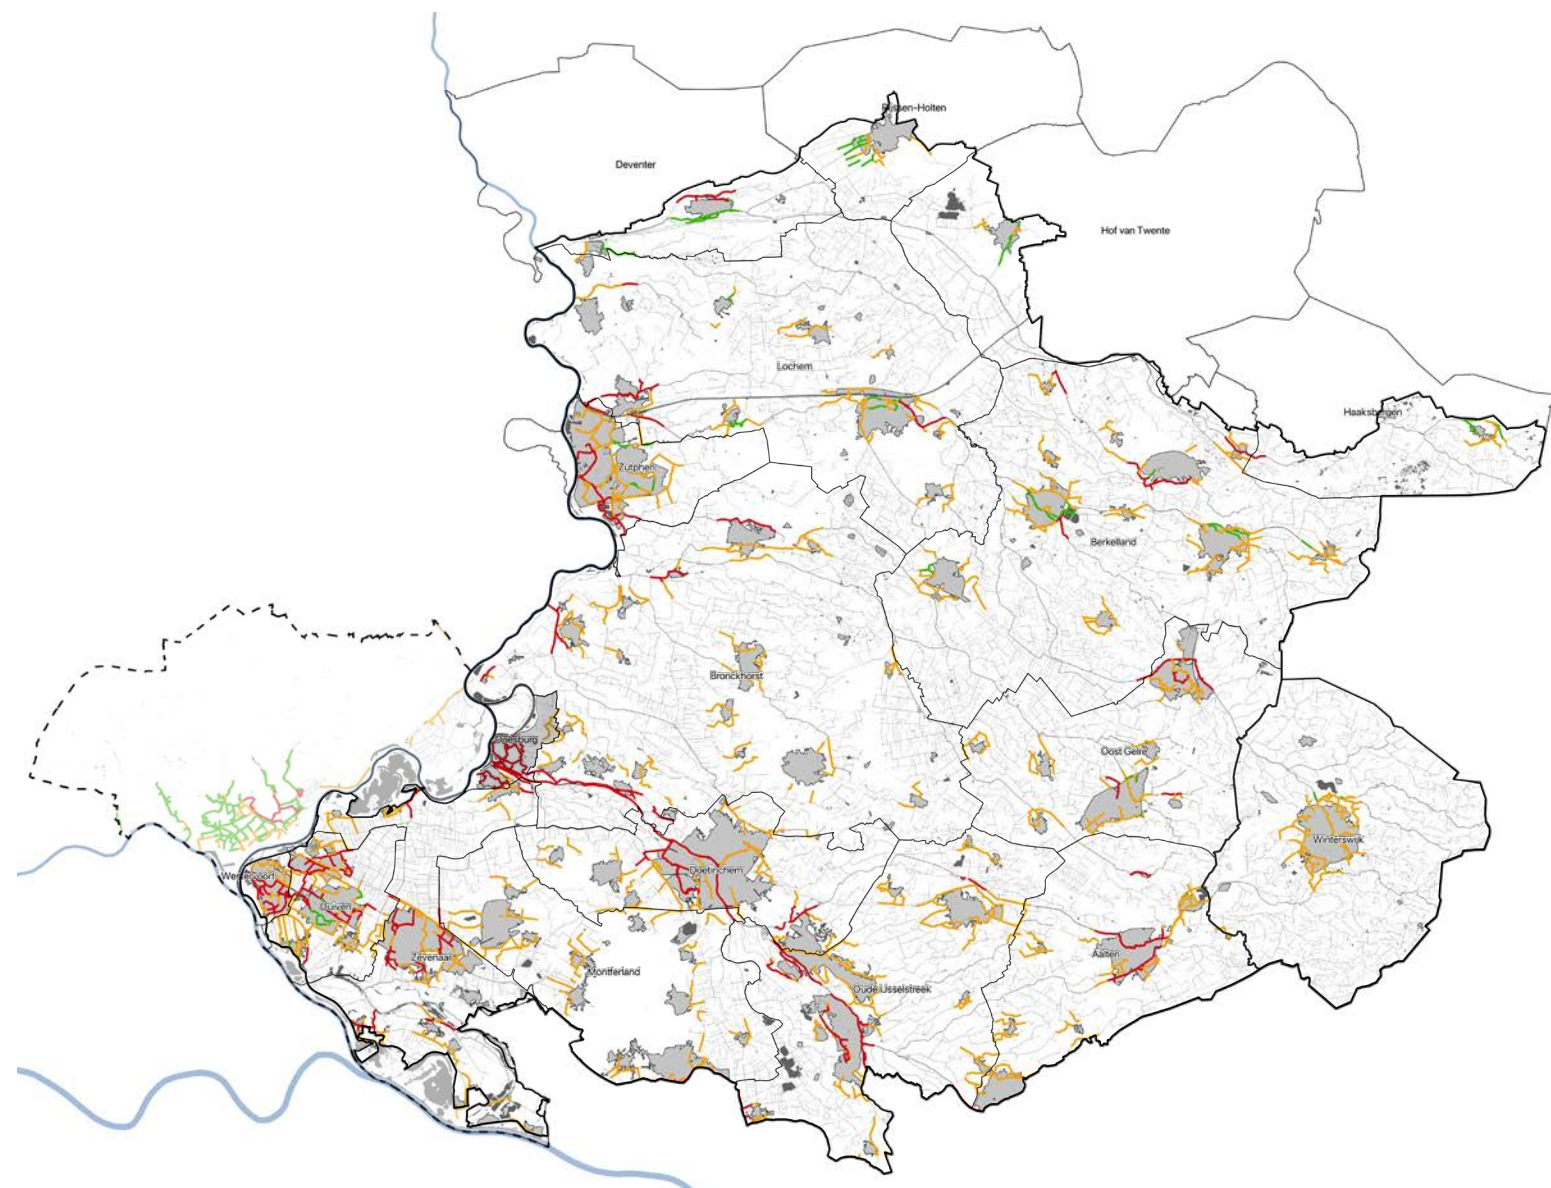 Rijssen-Holten
Deventer
Hof van Twente
Lochem
Haaksbergen
Zutphen
Berkelland
Bronckhorst
Doesburg
Oost Gelre
Winterswijk
Westervoort
Doetinchem
Duiven
Zevenaar
Aalten
Montferland
Oude IJsselstreek